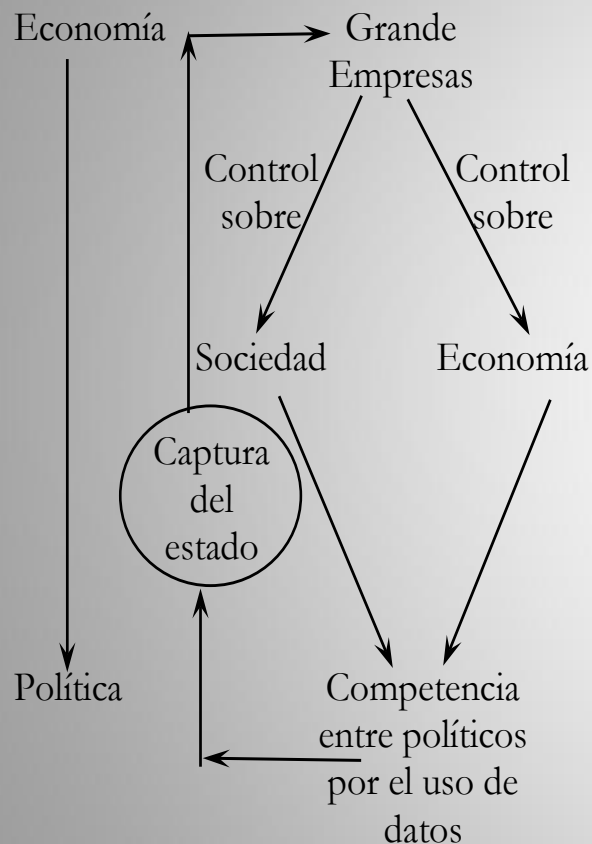 Economía
Grande
Empresas
Control
sobre
Control
sobre
Sociedad
Economía
Captura
del
estado
Política
Competencia
entre políticos
por el uso de
datos